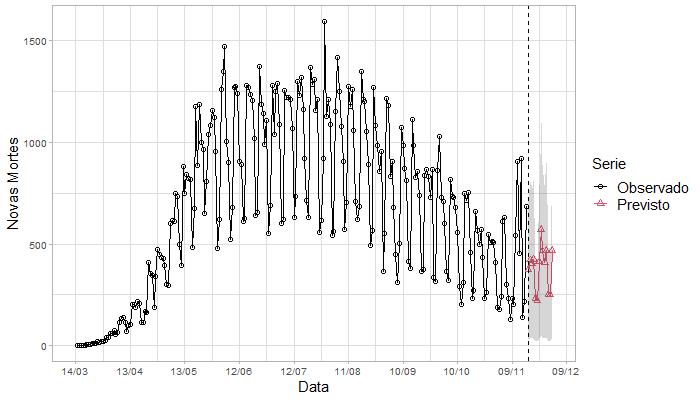 1500
1000
500
0
Novas Mortes
14/03 13/04 13/05 12/06 12/07 11/08 10/09 10/10 09/11 09/12
Data
Serie
Observado
Previsto